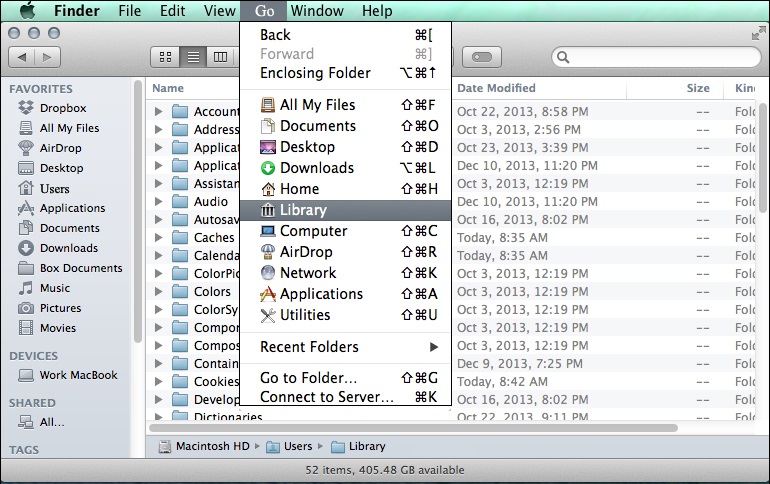 Finder File Edit View Go Window Help
Back ⌘[
Forward ⌘]
Enclosing Folder ⌥⌘↑
All My Files ⇧⌘F
Documents ⇧⌘O
Desktop ⇧⌘D
Downloads ⌥⌘L
Home ⇧⌘H
Library
Computer ⇧⌘C
AirDrop ⇧⌘R
Network ⇧⌘K
Applications ⇧⌘A
Utilities ⇧⌘U
Recent Folders
Go to Folder... ⇧⌘G
Connect to Server... ⌘K
FAVORITES
Dropbox
All My Files
AirDrop
Desktop
Users
Applications
Documents
Downloads
Box Documents
Music
Pictures
Movies
DEVICES
Work MacBook
SHARED
All...
TAGS
Name Date Modified Size Kin
Accoun Oct 22, 2013, 8:58 PM -- Fold
Address Oct 3, 2013, 2:56 PM -- Fold
Applicat Oct 23, 2013, 3:39 PM -- Fold
Applicat Dec 10, 2013, 11:20 PM -- Fold
Assistan Oct 3, 2013, 12:19 PM -- Fold
Audio Dec 10, 2013, 11:20 PM -- Fold
Autosav Oct 16, 2013, 8:02 PM -- Fold
Caches Today, 8:35 AM -- Fold
Calenda Today, 8:35 AM -- Fold
ColorPic Oct 3, 2013, 12:19 PM -- Fold
Colors Oct 3, 2013, 12:19 PM -- Fold
ColorSy Oct 3, 2013, 12:19 PM -- Fold
Compor Oct 3, 2013, 12:19 PM -- Fold
Compos Oct 3, 2013, 12:19 PM -- Fold
Contain Dec 9, 2013, 7:25 PM -- Fold
Cookies Today, 8:42 AM -- Fold
Develop Oct 16, 2013, 8:02 PM -- Fold
Dictionaries Oct 22, 2013, 9:11 PM -- Fold
Macintosh HD Users Library
52 items, 405.48 GB available